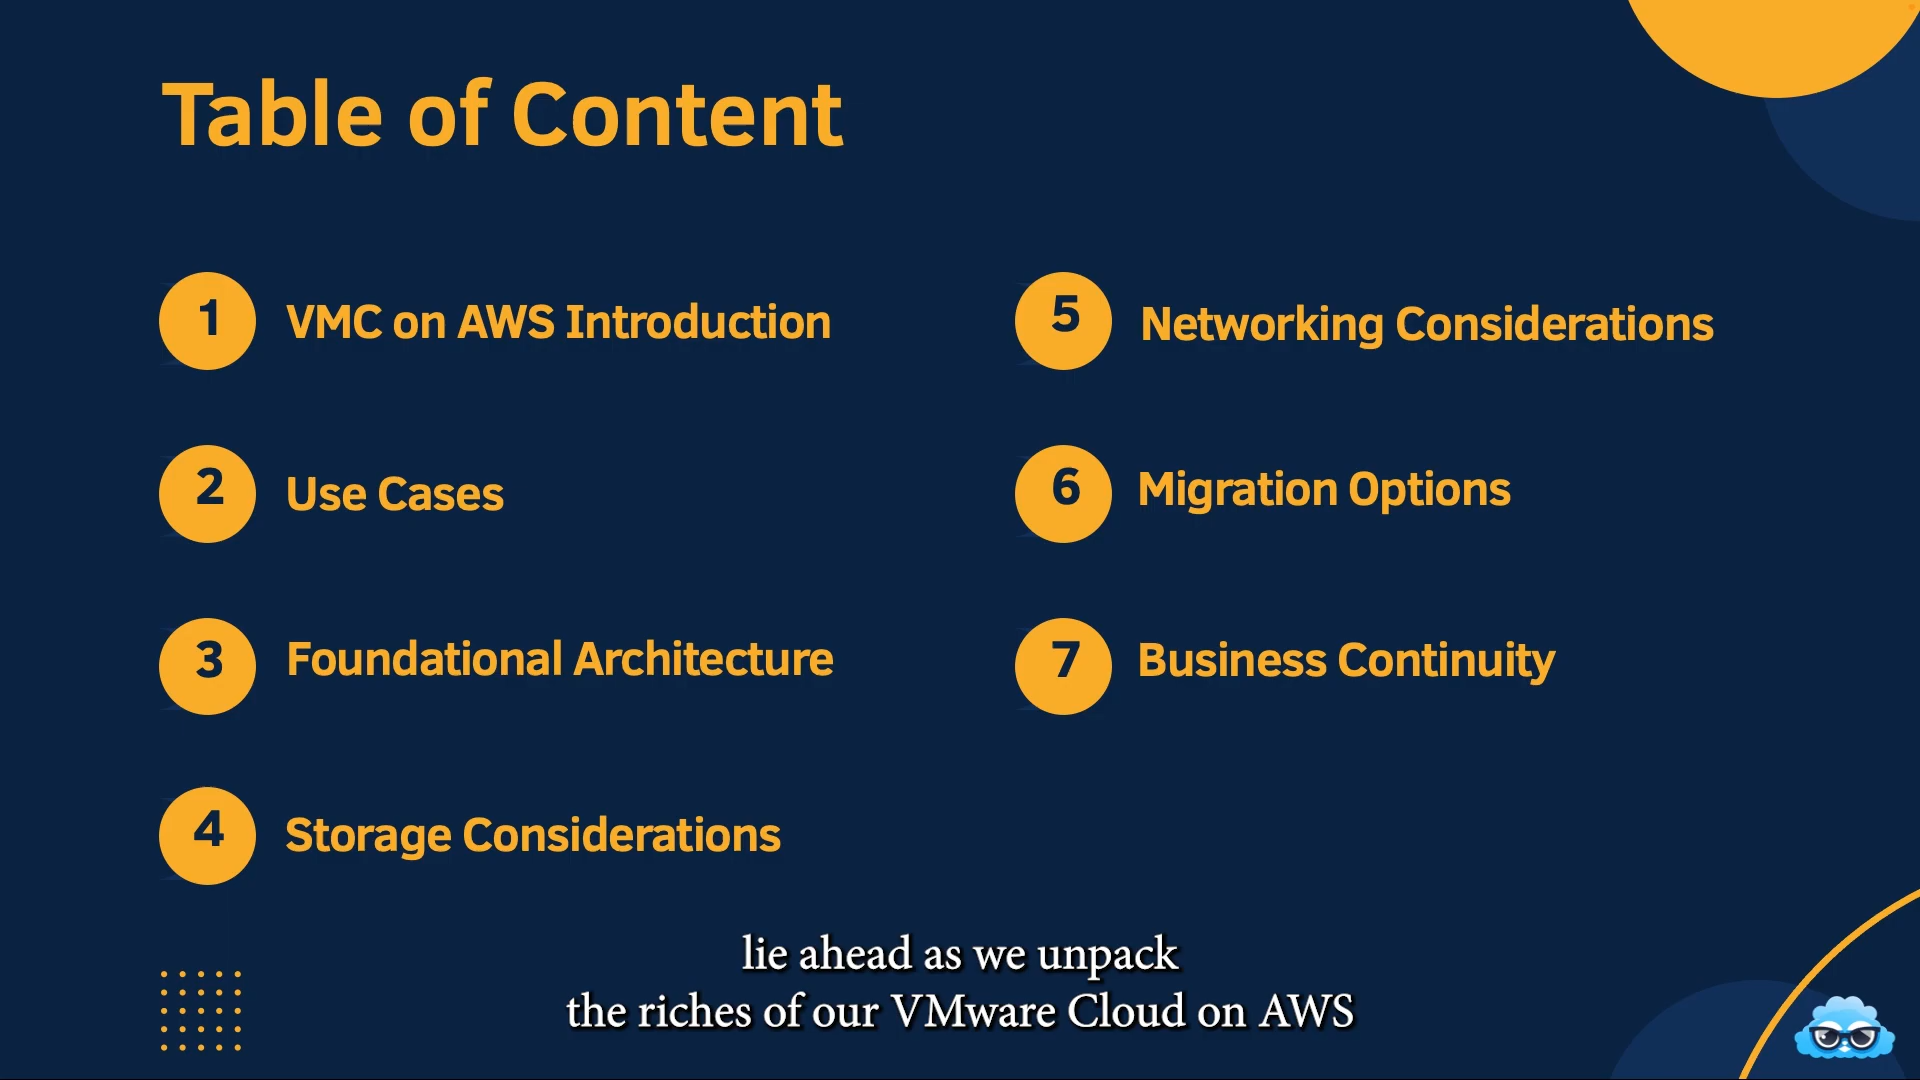 Table of Content
1 VMC on AWS Introduction
2 Use Cases
3 Foundational Architecture
4 Storage Considerations
5 Networking Considerations
6 Migration Options
7 Business Continuity
lie ahead as we unpack
the riches of our VMware Cloud on AWS